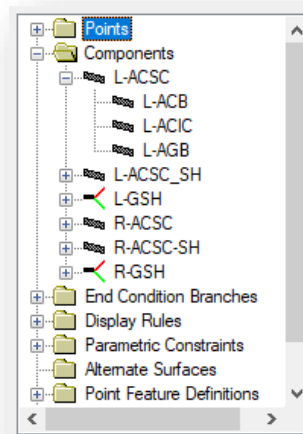 Points
Components
L-ACSC
L-ACB
L-ACIC
L-AGB
L-ACSC_SH
L-GSH
R-ACSC
R-ACSC-SH
R-GSH
End Condition Branches
Display Rules
Parametric Constraints
Alternate Surfaces
Point Feature Definitions